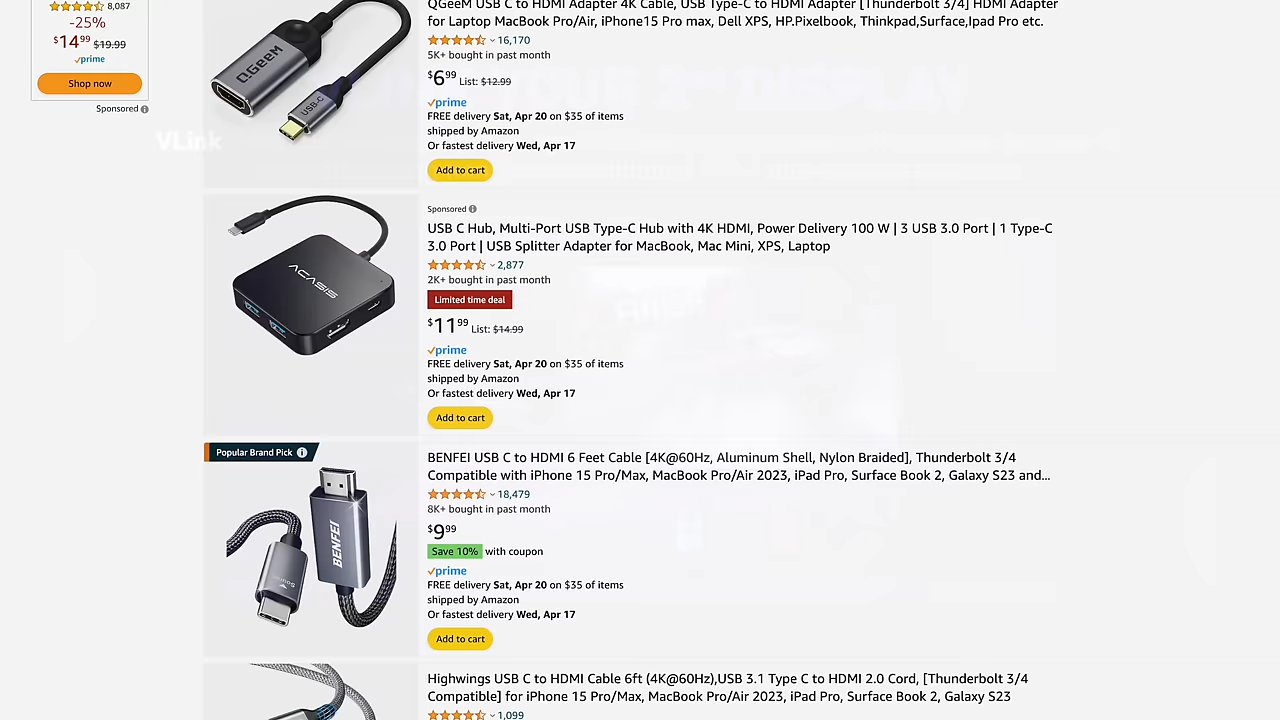 8,087
-25%
$14.99 $19.99
prime
Shop now
Sponsored
VLink
QGeeM USB C to HDMI Adapter 4K Cable, USB Type-C to HDMI Adapter [Thunderbolt 3/4] HDMI Adapter
for Laptop MacBook Pro/Air, iPhone15 Pro max, Dell XPS, HP.Pixelbook, Thinkpad,Surface,Ipad Pro etc.
16,170
5K+ bought in past month
$6.99 List: $12.99
prime
FREE delivery Sat, Apr 20 on $35 of items
shipped by Amazon
Or fastest delivery Wed, Apr 17
Add to cart
QGeeM
USB-C
Sponsored
USB C Hub, Multi-Port USB Type-C Hub with 4K HDMI, Power Delivery 100 W | 3 USB 3.0 Port | 1 Type-C
3.0 Port | USB Splitter Adapter for MacBook, Mac Mini, XPS, Laptop
2,877
2K+ bought in past month
Limited time deal
$11.99 List: $14.99
prime
FREE delivery Sat, Apr 20 on $35 of items
shipped by Amazon
Or fastest delivery Wed, Apr 17
Add to cart
ACASIS
Popular Brand Pick
BENFEI USB C to HDMI 6 Feet Cable [4K@60Hz, Aluminum Shell, Nylon Braided], Thunderbolt 3/4
Compatible with iPhone 15 Pro/Max, MacBook Pro/Air 2023, iPad Pro, Surface Book 2, Galaxy S23 and...
18,479
8K+ bought in past month
$9.99
Save 10% with coupon
prime
FREE delivery Sat, Apr 20 on $35 of items
shipped by Amazon
Or fastest delivery Wed, Apr 17
Add to cart
BENFEI
Highwings USB C to HDMI Cable 6ft (4K@60Hz),USB 3.1 Type C to HDMI 2.0 Cord, [Thunderbolt 3/4
Compatible] for iPhone 15 Pro/Max, MacBook Pro/Air 2023, iPad Pro, Surface Book 2, Galaxy S23
1,099